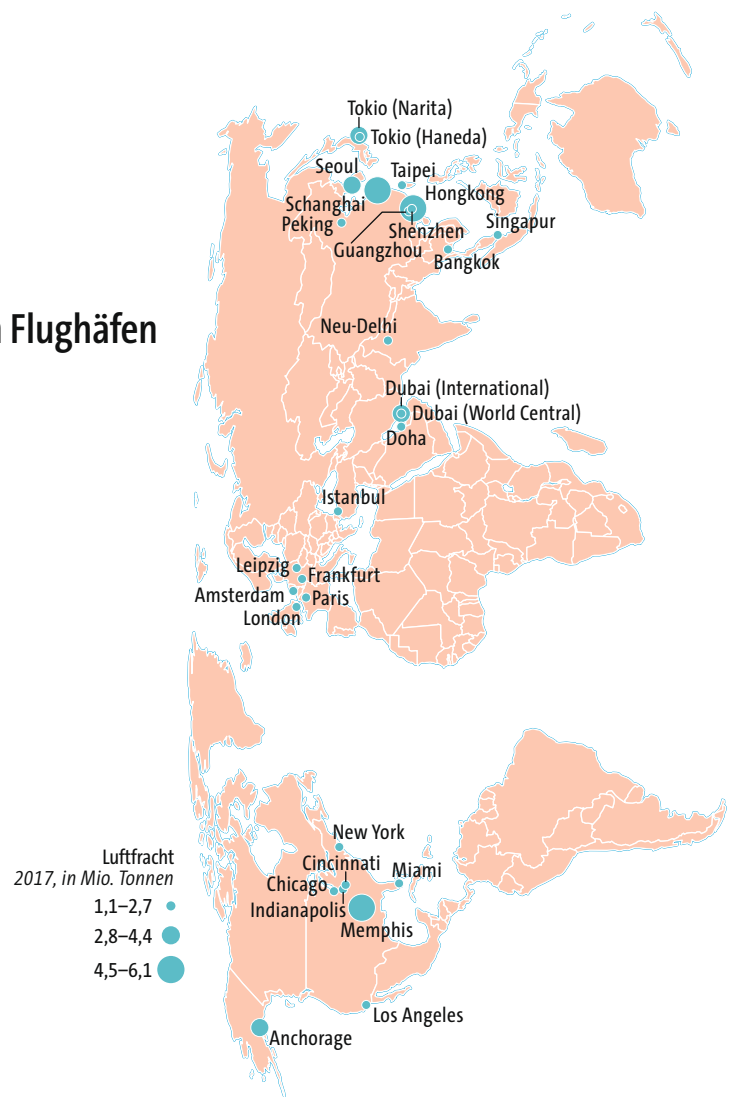 Tokio (Narita)
Tokio (Haneda)
Seoul
Taipei
Schanghai
Hongkong
Peking
Shenzhen
Singapur
Guangzhou
Bangkok
Flughäfen
Neu-Delhi
Dubai (International)
Dubai (World Central)
Doha
Istanbul
Leipzig
Frankfurt
Amsterdam
Paris
London
New York
Cincinnati
Miami
Chicago
Indianapolis
Memphis
Los Angeles
Anchorage
Luftfracht
2017, in Mio. Tonnen
1,1–2,7
2,8–4,4
4,5–6,1